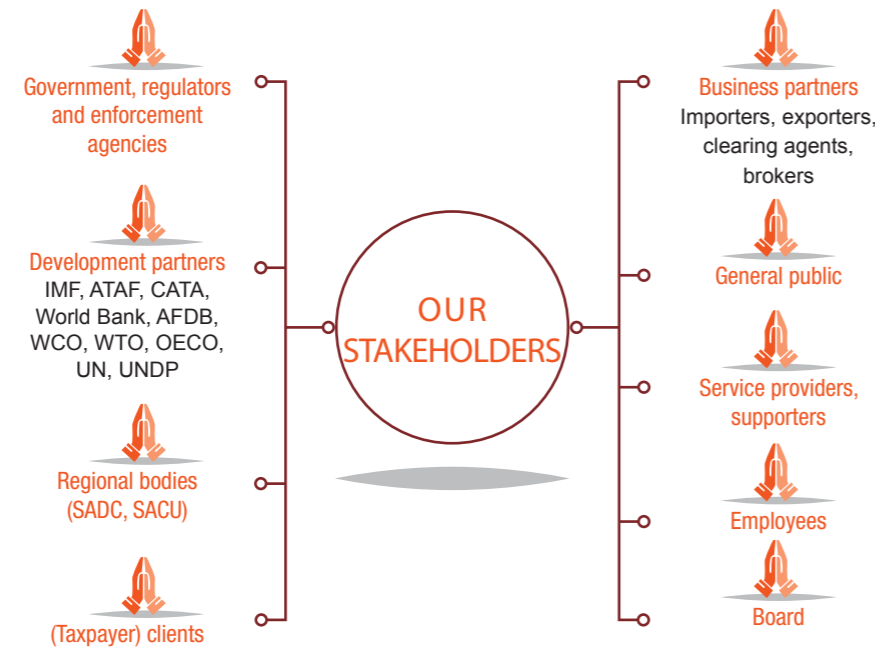 Government, regulators
and enforcement
agencies
Development partners
IMF, ATAF, CATA,
World Bank, AFDB,
WCO, WTO, OECO,
UN, UNDP
Regional bodies
(SADC, SACU)
(Taxpayer) clients
OUR
STAKEHOLDERS
Business partners
Importers, exporters,
clearing agents,
brokers
General public
Service providers,
supporters
Employees
Board